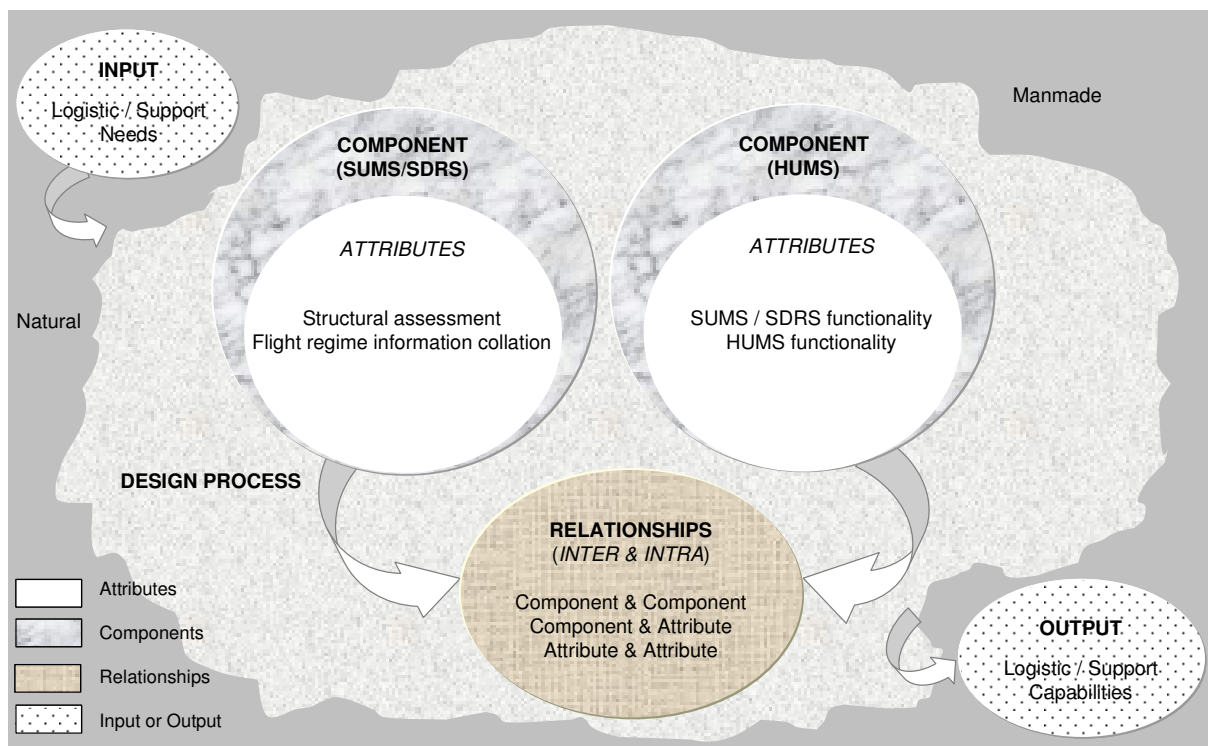 INPUT
Logistic / Support
Needs
Manmade
COMPONENT
(SUMS/SDRS)
COMPONENT
(HUMS)
ATTRIBUTES
ATTRIBUTES
Natural
Structural assessment
Flight regime information collation
SUMS / SDRS functionality
HUMS functionality
DESIGN PROCESS
RELATIONSHIPS
(INTER & INTRA)
Component & Component
Component & Attribute
Attribute & Attribute
Attributes
Components
Relationships
Input or Output
OUTPUT
Logistic / Support
Capabilities